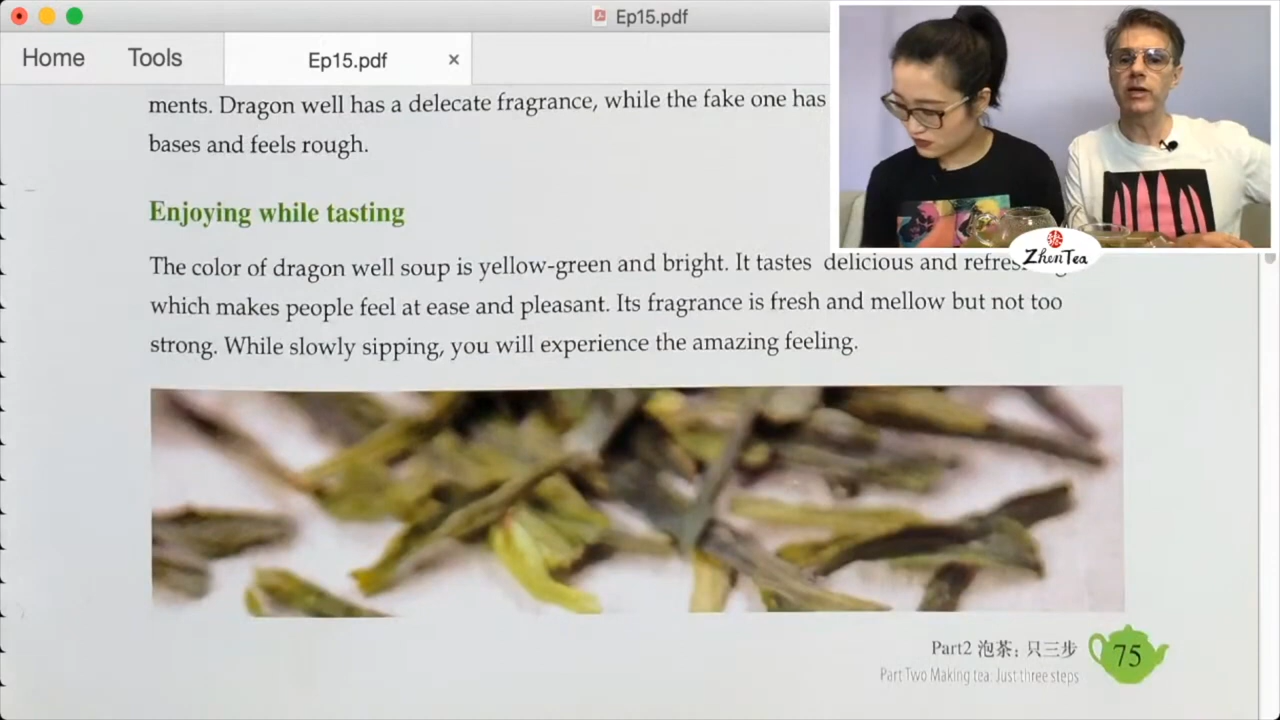 Ep15.pdf
Home
Tools
Ep15.pdf
×
ments. Dragon well has a delecate fragrance, while the fake one has
bases and feels rough.
Enjoying while tasting
The color of dragon well soup is yellow-green and bright. It tastes delicious and
which makes people feel at ease and pleasant. Its fragrance is fresh and mellow but not too
strong. While slowly sipping, you will experience the amazing feeling.
ZhenTea
Part2 泡茶：只三步
75
Part Two Making tea: Just three steps